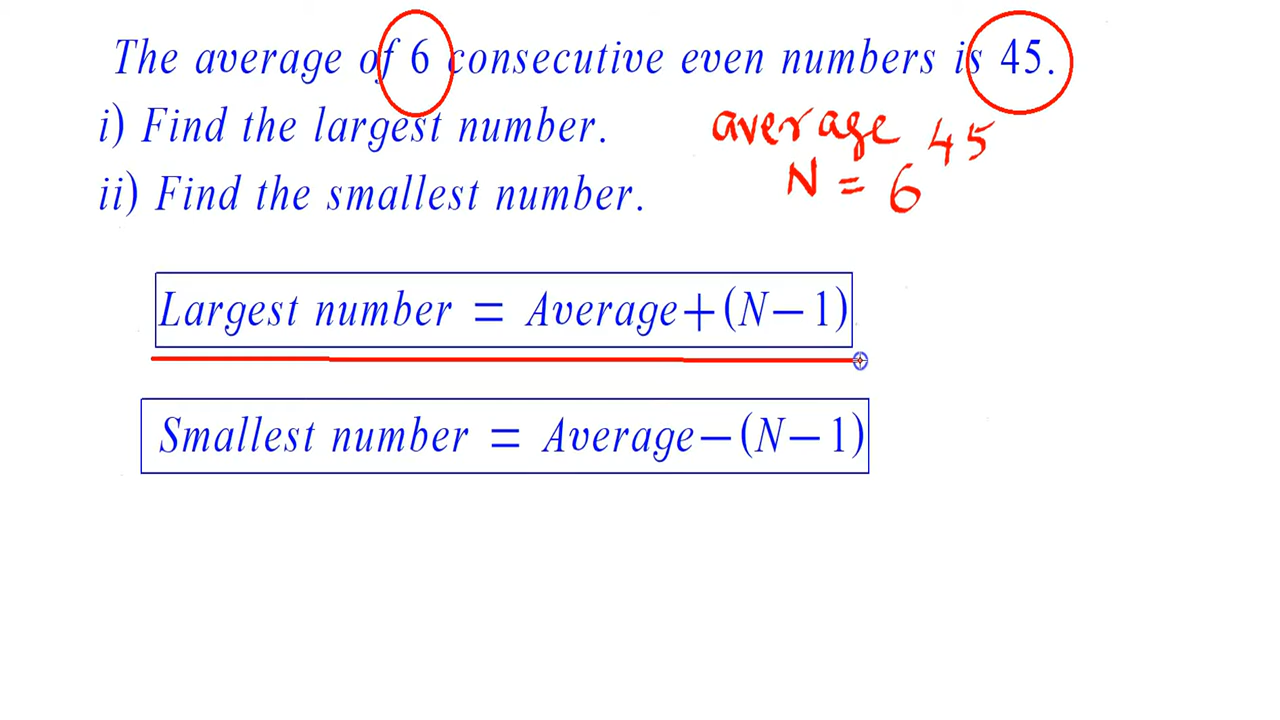 The average of 6 consecutive even numbers is 45.
i) Find the largest number.
average 45
ii) Find the smallest number.
N = 6
Largest number = Average+(N−1)
Smallest number = Average−(N−1)